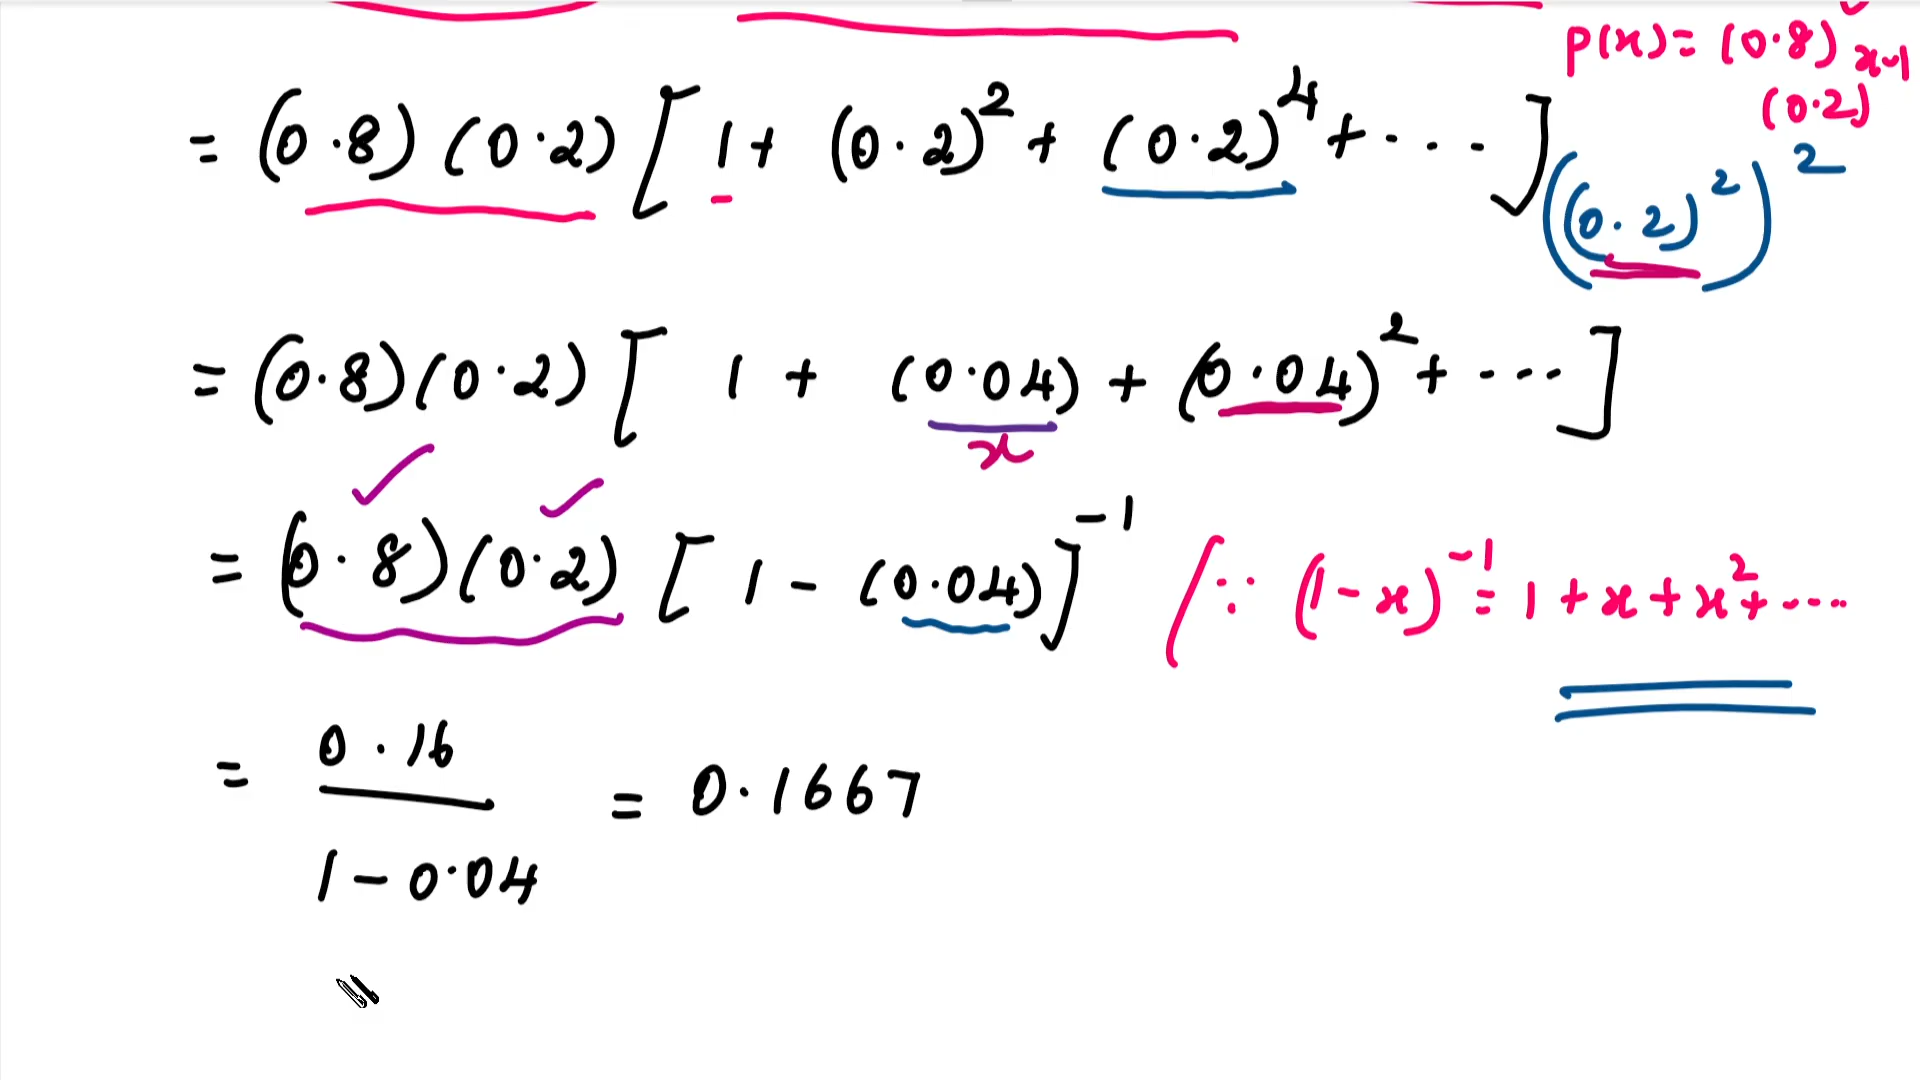 p(x) = (0.8)
x-1
(0.2)
= (0.8) (0.2) [ 1 + (0.2)² + (0.2)⁴ + ... ]
((0.2)²)²
= (0.8)(0.2) [ 1 + (0.04) + (0.04)² + ... ]
x
= (0.8)(0.2) [ 1 - (0.04) ]⁻¹ / ∵ (1-x)⁻¹ = 1 + x + x² + ....
= 0.16 / 1 - 0.04 = 0.1667